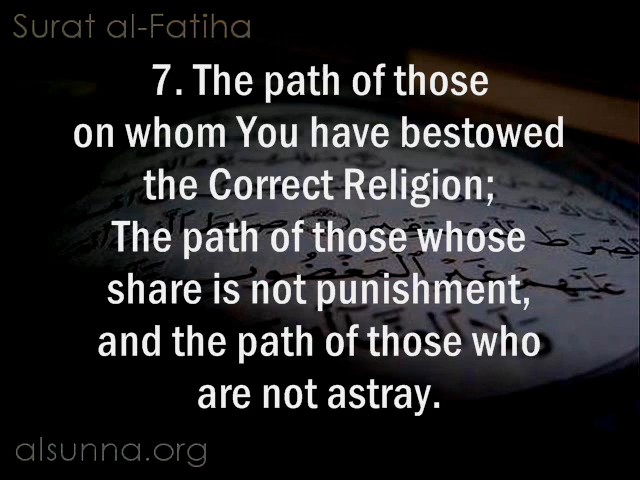 Surat al-Fatiha
7. The path of those
on whom You have bestowed
the Correct Religion;
The path of those whose
share is not punishment,
and the path of those who
are not astray.
alsunna.org